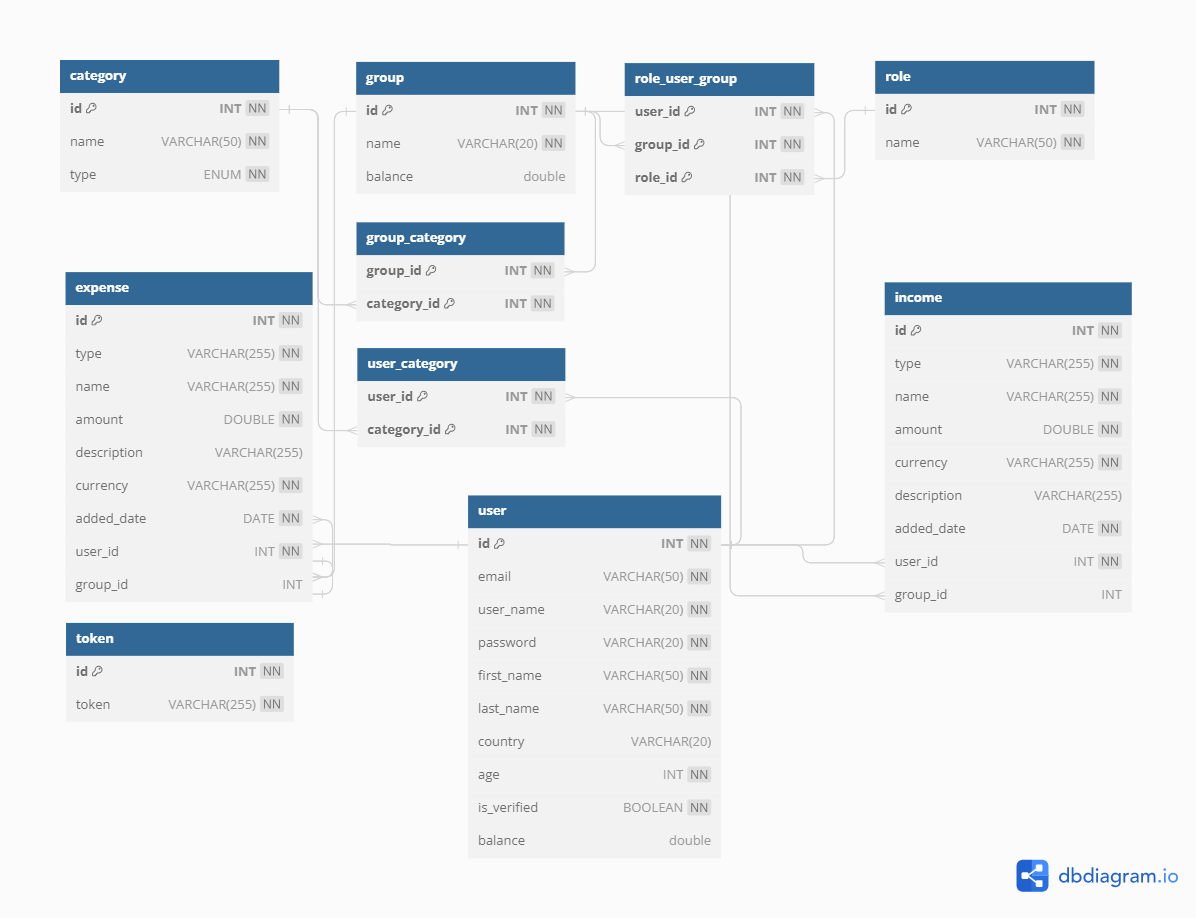 category
id INT NN
name VARCHAR(50) NN
type ENUM NN
group
id INT NN
name VARCHAR(20) NN
balance double
role_user_group
user_id INT NN
group_id INT NN
role_id INT NN
role
id INT NN
name VARCHAR(50) NN
group_category
group_id INT NN
category_id INT NN
expense
id INT NN
type VARCHAR(255) NN
name VARCHAR(255) NN
amount DOUBLE NN
description VARCHAR(255)
currency VARCHAR(255) NN
added_date DATE NN
user_id INT NN
group_id INT
user_category
user_id INT NN
category_id INT NN
income
id INT NN
type VARCHAR(255) NN
name VARCHAR(255) NN
amount DOUBLE NN
currency VARCHAR(255) NN
description VARCHAR(255)
added_date DATE NN
user_id INT NN
group_id INT
token
id INT NN
token VARCHAR(255) NN
user
id INT NN
email VARCHAR(50) NN
user_name VARCHAR(20) NN
password VARCHAR(20) NN
first_name VARCHAR(50) NN
last_name VARCHAR(50) NN
country VARCHAR(20)
age INT NN
is_verified BOOLEAN NN
balance double
dbdiagram.io